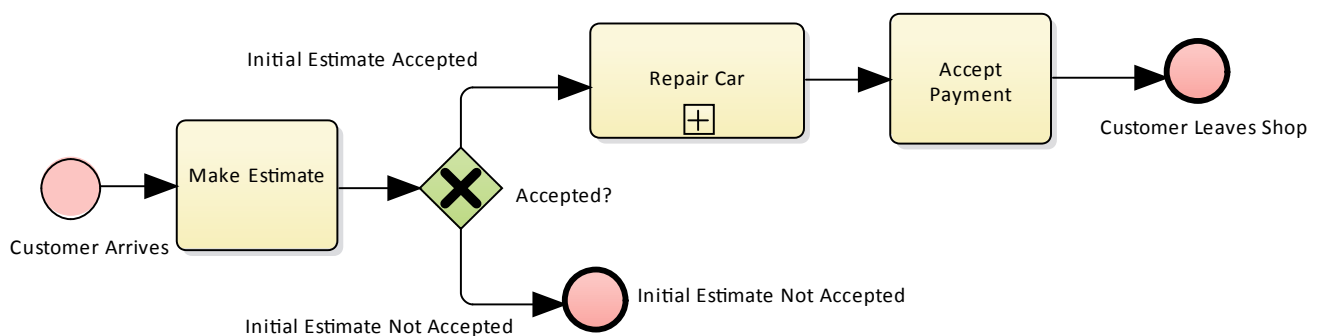 Initial Estimate Accepted
Repair Car
Accept
Payment
Customer Leaves Shop
Make Estimate
Accepted?
Customer Arrives
Initial Estimate Not Accepted
Initial Estimate Not Accepted